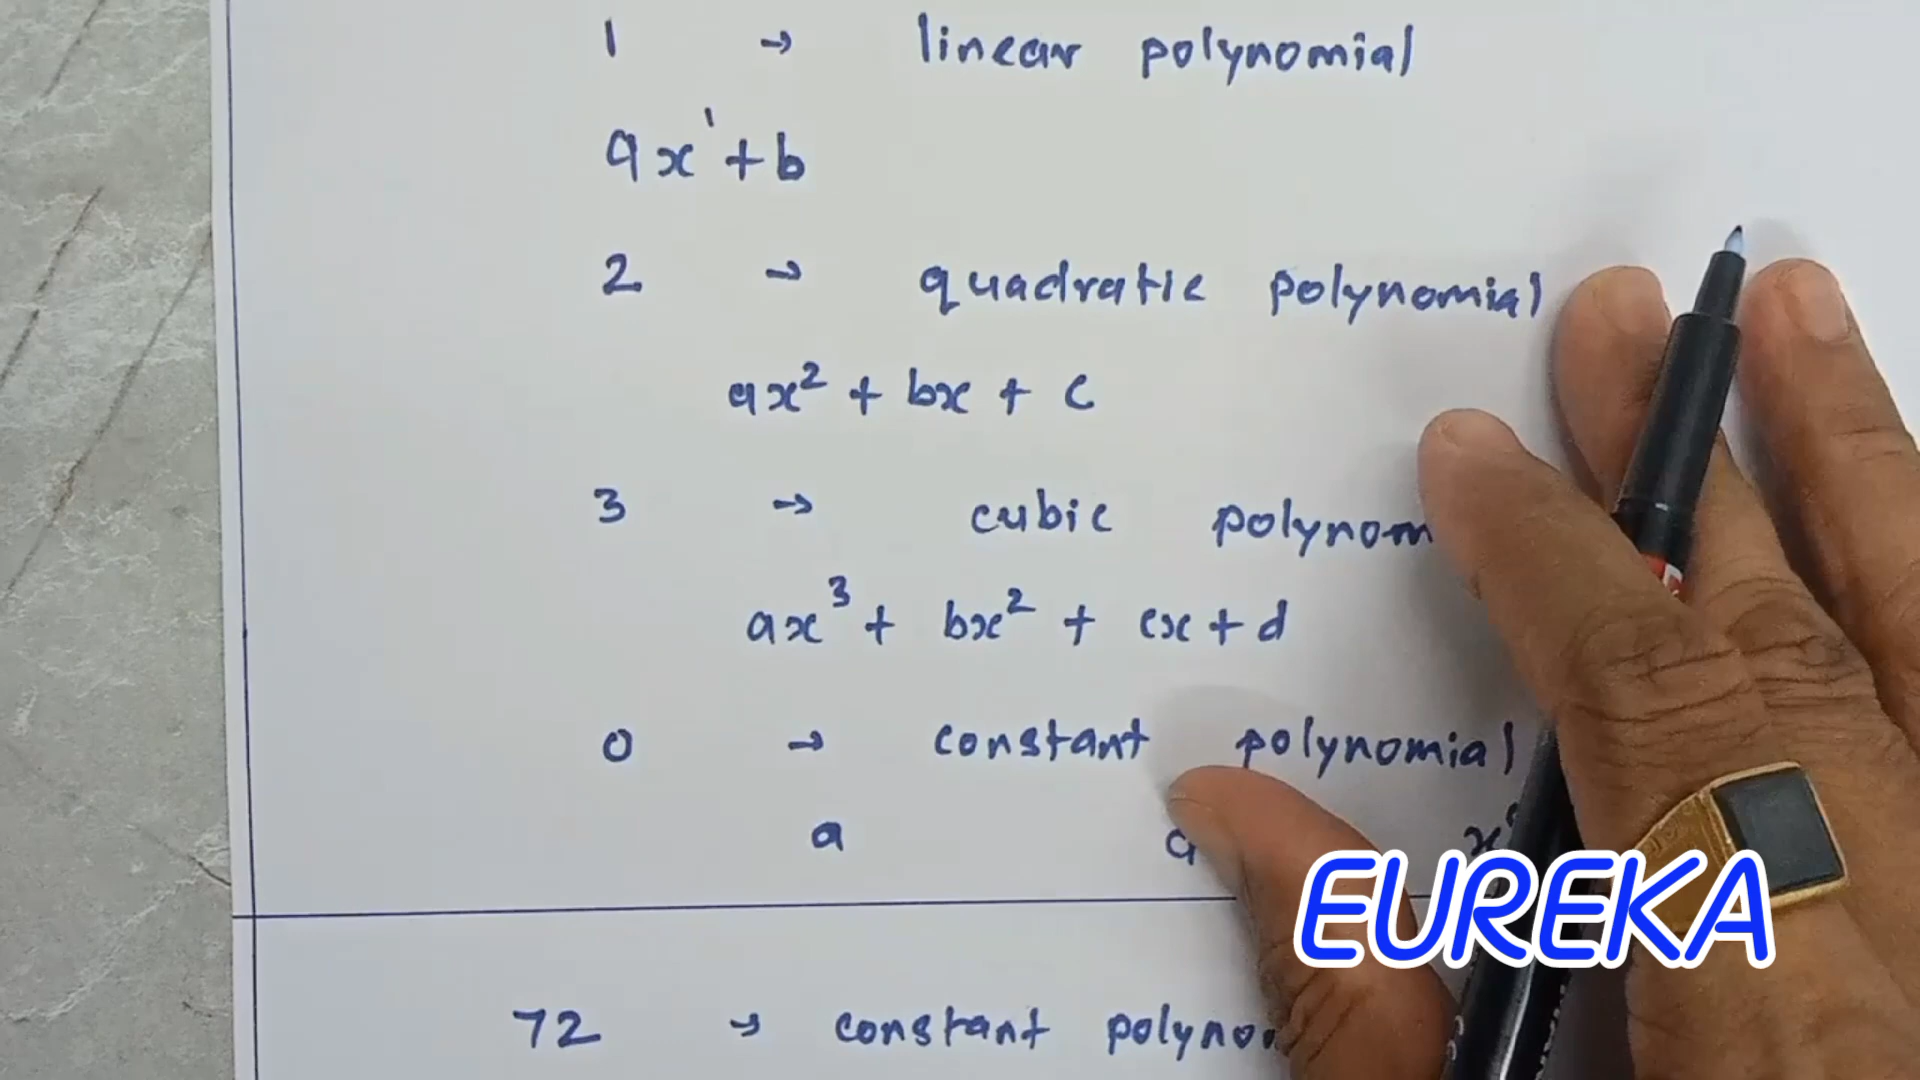 1 → linear polynomial
ax¹ + b
2 → quadratic polynomial
ax² + bx + c
3 → cubic polynom
ax³ + bx² + cx + d
0 → constant polynomial
a a x
EUREKA
72 → constant polyno